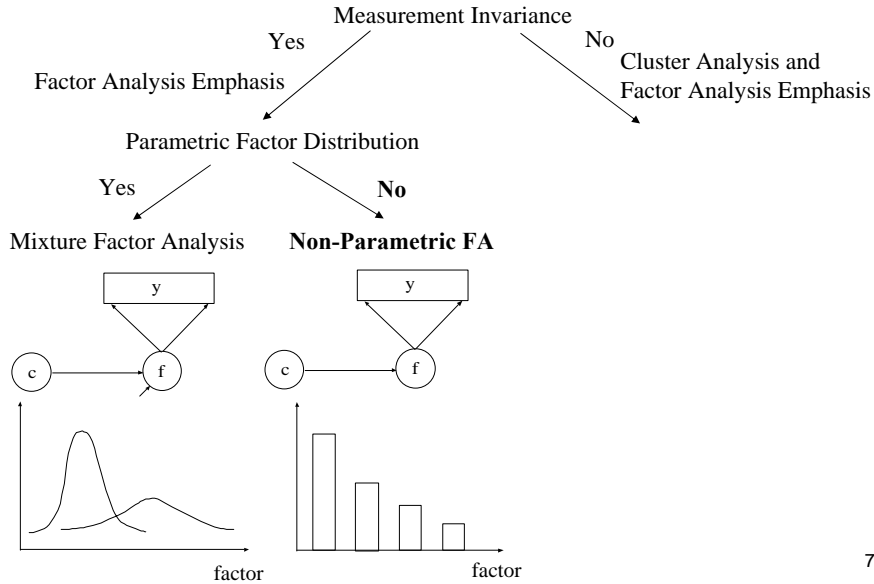 Measurement Invariance
Yes
No
Factor Analysis Emphasis
Cluster Analysis and
Factor Analysis Emphasis
Parametric Factor Distribution
Yes
No
Mixture Factor Analysis
Non-Parametric FA
y
y
c
f
c
f
factor
factor
7